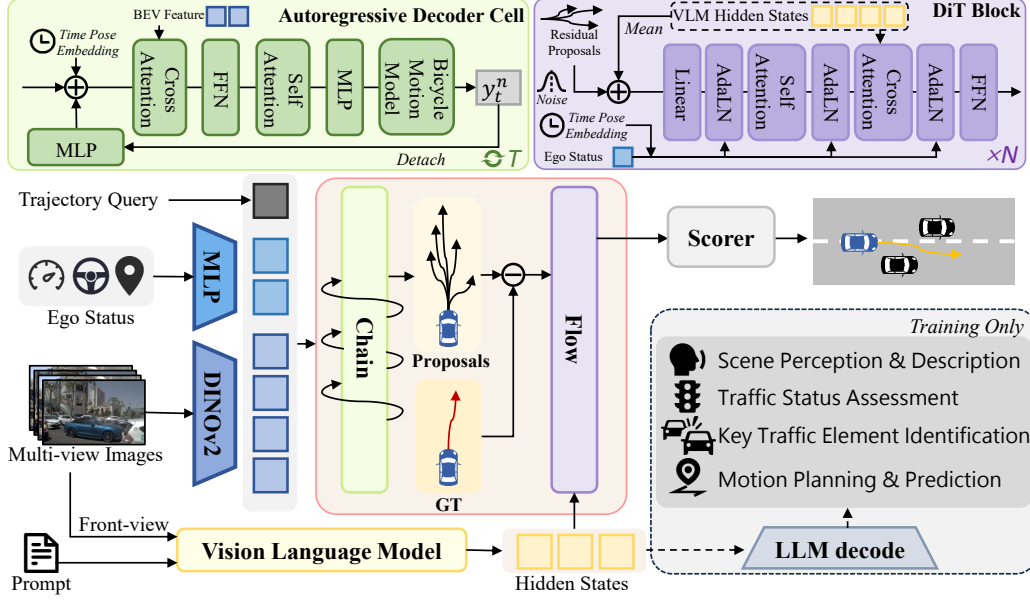 BEV Feature
Autoregressive Decoder Cell
Time Pose
Embedding
Cross
Attention
FFN
Self
Attention
MLP
Bicycle
Motion
Model
y_t^n
MLP
Detach
T
Residual
Proposals
VLM Hidden States
DiT Block
Mean
Noise
Time Pose
Embedding
Ego Status
Linear
AdaLN
Self
Attention
AdaLN
Cross
Attention
AdaLN
FFN
×N
Trajectory Query
MLP
Ego Status
DINOv2
Multi-view Images
Chain
Proposals
GT
Flow
Scorer
Training Only
Scene Perception & Description
Traffic Status Assessment
Key Traffic Element Identification
Motion Planning & Prediction
LLM decode
Front-view
Prompt
Vision Language Model
Hidden States